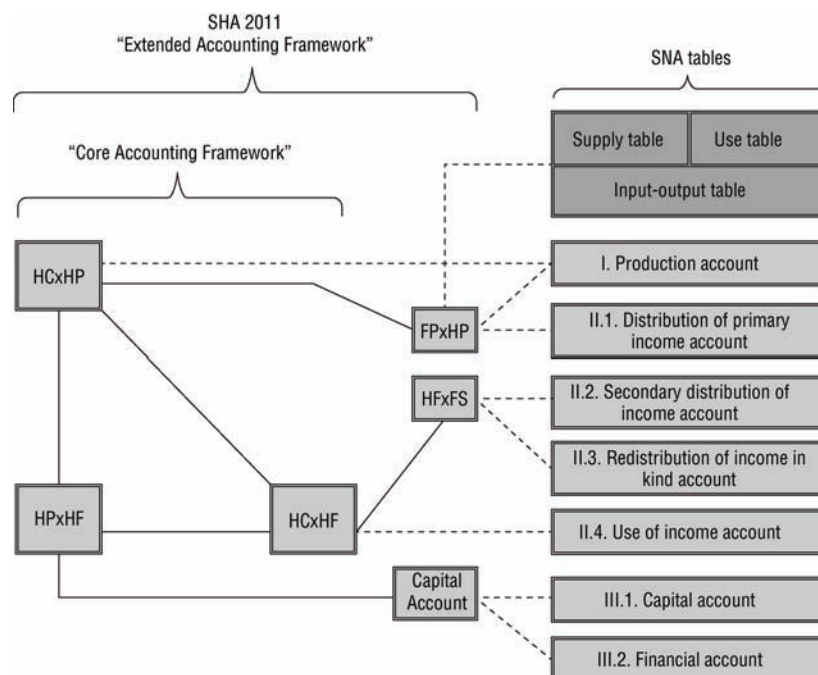 SHA 2011
“Extended Accounting Framework”
SNA tables
“Core Accounting Framework”
Supply table
Use table
Input-output table
HCxHP
I. Production account
FPxHP
II.1. Distribution of primary
income account
HFxFS
II.2. Secondary distribution of
income account
II.3. Redistribution of income in
kind account
HPxHF
HCxHF
II.4. Use of income account
Capital
Account
III.1. Capital account
III.2. Financial account